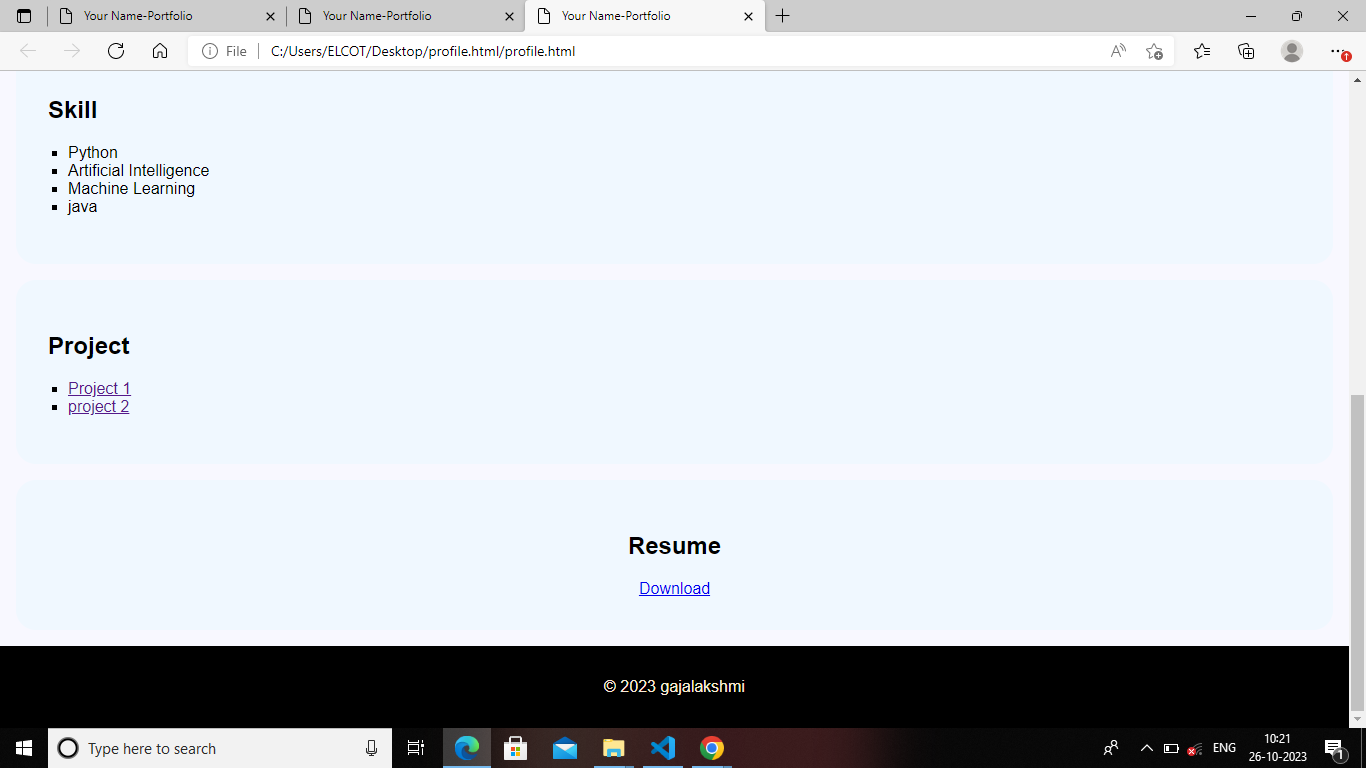 Your Name-Portfolio
Your Name-Portfolio
Your Name-Portfolio
File
C:/Users/ELCOT/Desktop/profile.html/profile.html
Skill
Python
Artificial Intelligence
Machine Learning
java
Project
Project 1
project 2
Resume
Download
© 2023 gajalakshmi
Type here to search
ENG
10:21
26-10-2023
1